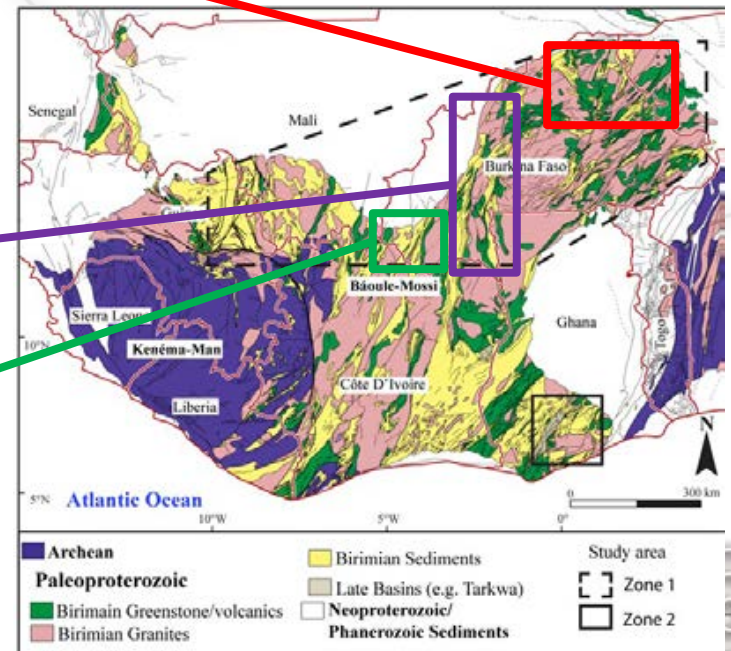 Senegal
Mali
Burkina Faso
Báoule-Mossi
Ghana
Togo
Sierra Leon
10°N
Kenéma-Man
Côte D'Ivoire
Liberia
N
5°N
Atlantic Ocean
0 300 km
10°W 5°W 0°
Archean
Paleoproterozoic
Birimain Greenstone/volcanics
Birimian Granites
Birimian Sediments
Late Basins (e.g. Tarkwa)
Neoproterozoic/
Phanerozoic Sediments
Study area
Zone 1
Zone 2